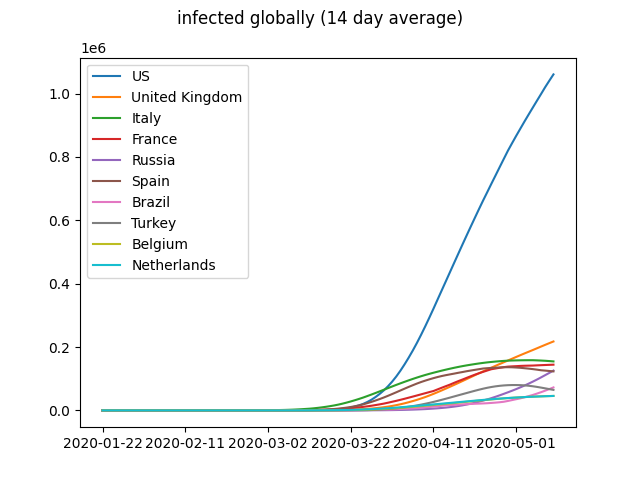 infected globally (14 day average)
1e6
1.0
0.8
0.6
0.4
0.2
0.0
US
United Kingdom
Italy
France
Russia
Spain
Brazil
Turkey
Belgium
Netherlands
2020-01-22 2020-02-11 2020-03-02 2020-03-22 2020-04-11 2020-05-01